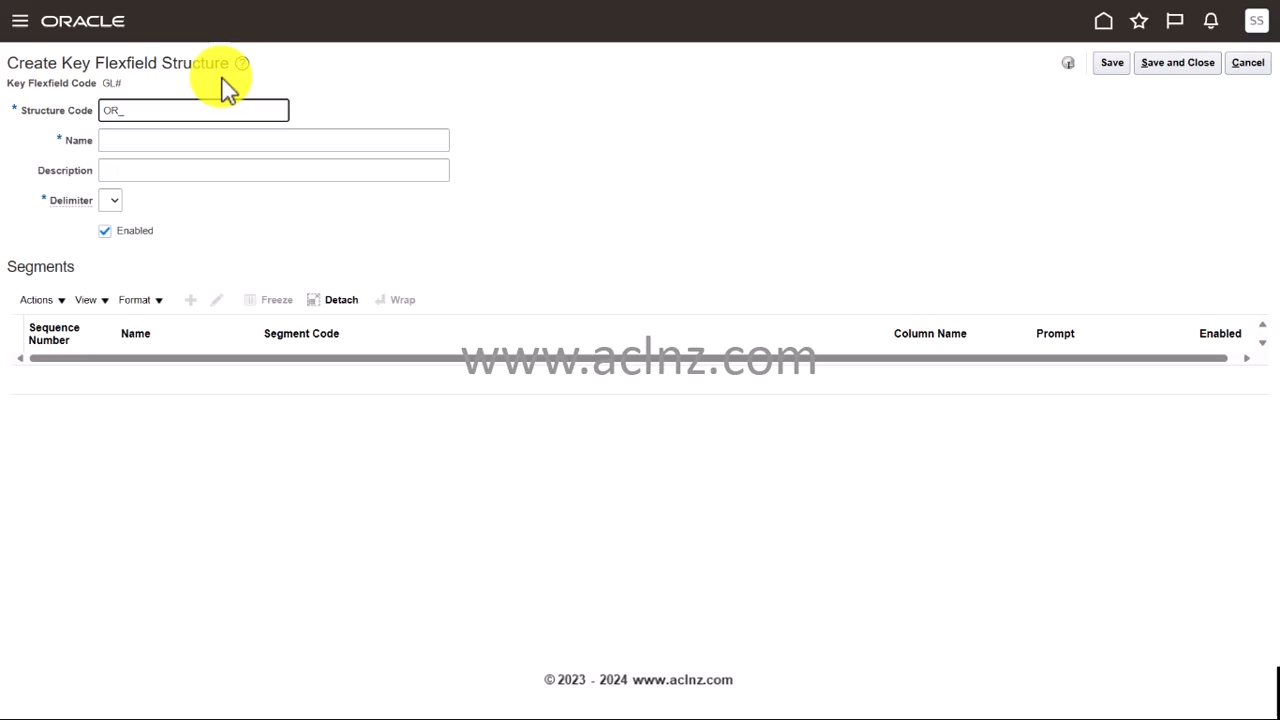 ORACLE
SS
Create Key Flexfield Structure
Save
Save and Close
Cancel
Key Flexfield Code GL#
* Structure Code OR_
* Name
Description
* Delimiter
Enabled
Segments
Actions
View
Format
Freeze
Detach
Wrap
Sequence Number
Name
Segment Code
Column Name
Prompt
Enabled
www.aclnz.com
© 2023 - 2024 www.aclnz.com